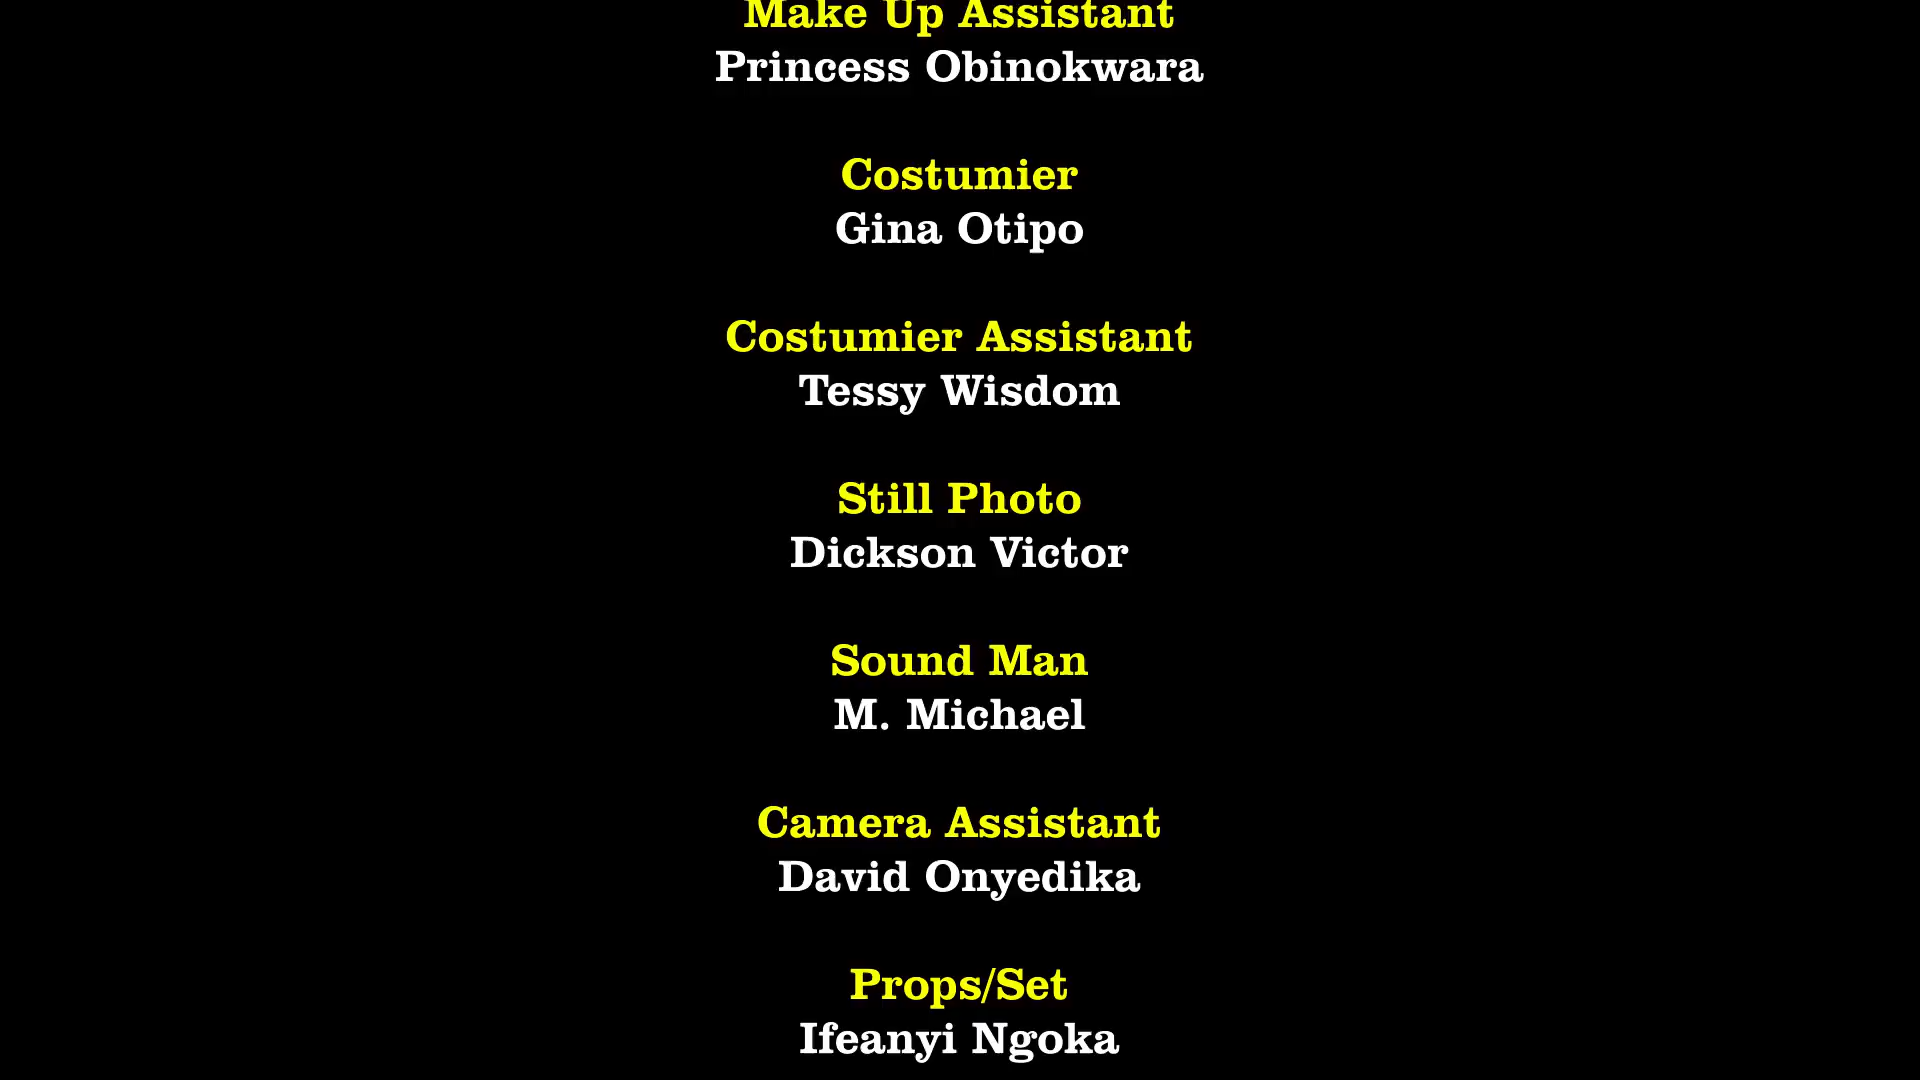 Make Up Assistant
Princess Obinokwara
Costumier
Gina Otipo
Costumier Assistant
Tessy Wisdom
Still Photo
Dickson Victor
Sound Man
M. Michael
Camera Assistant
David Onyedika
Props/Set
Ifeanyi Ngoka